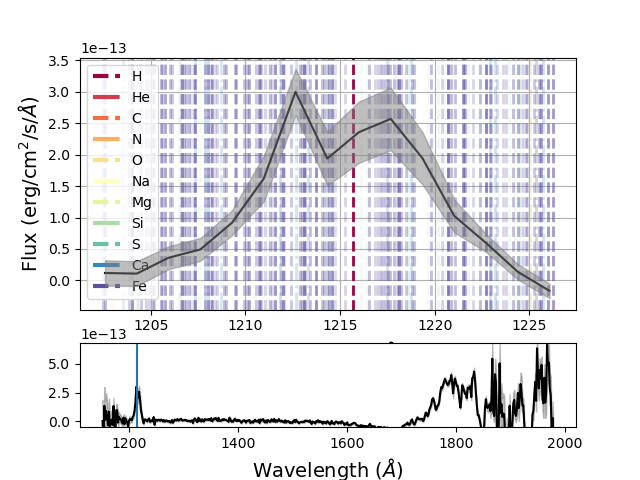 1e−13
3.5
3.0
2.5
2.0
1.5
1.0
0.5
0.0
Flux (erg/cm²/s/Å)
H
He
C
N
O
Na
Mg
Si
S
Ca
Fe
1205 1210 1215 1220 1225
1e−13
5.0
2.5
0.0
1200 1400 1600 1800 2000
Wavelength (Å)